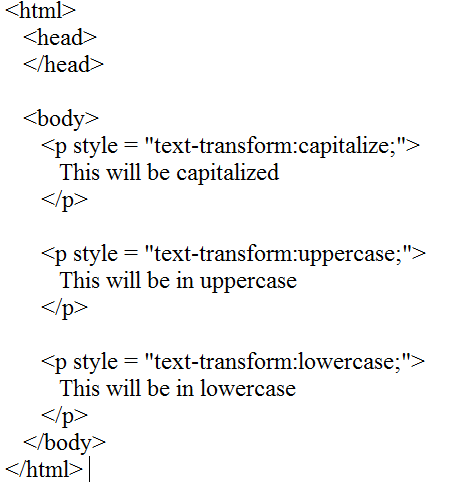 <html>
   <head>
   </head>

   <body>
      <p style = "text-transform:capitalize;">
         This will be capitalized
      </p>

      <p style = "text-transform:uppercase;">
         This will be in uppercase
      </p>

      <p style = "text-transform:lowercase;">
         This will be in lowercase
      </p>
   </body>
</html>